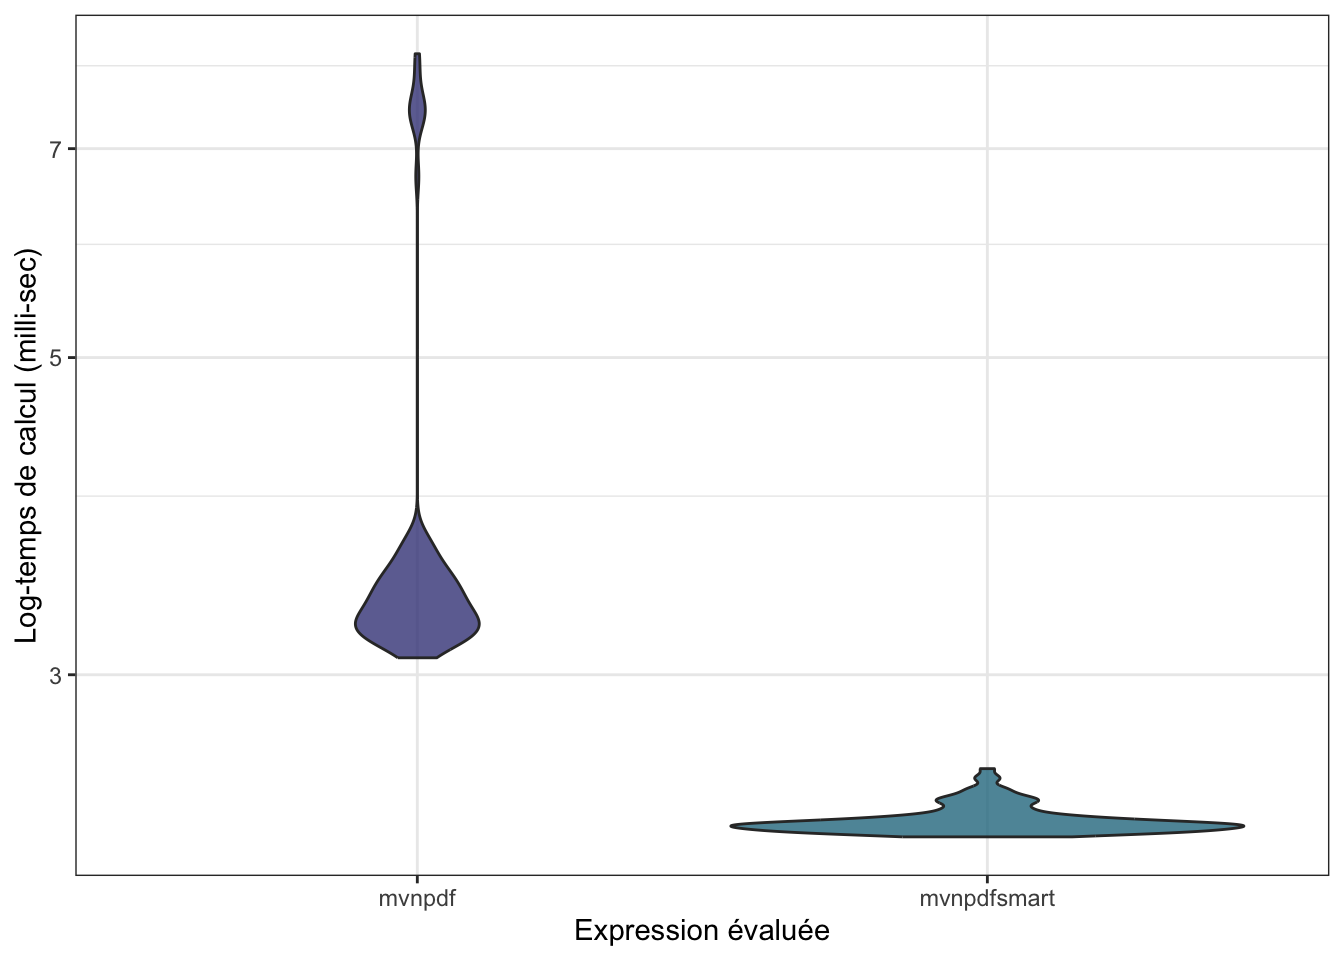 Log-temps de calcul (milli-sec)
7
5
3
mvnpdf
mvnpdfsmart
Expression évaluée